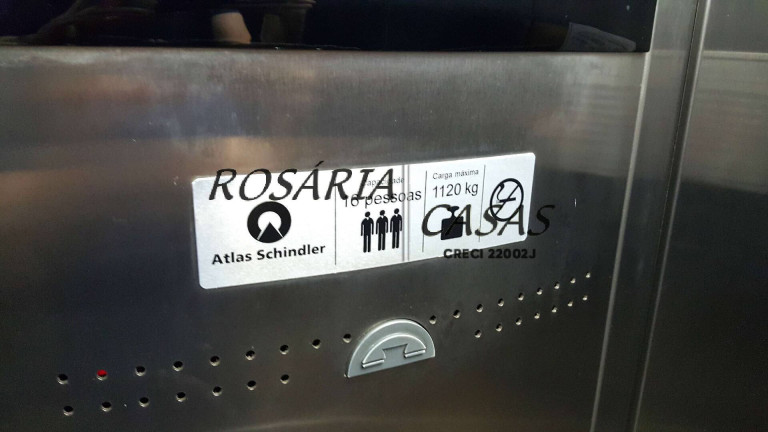 ROSÁRIA
CASAS
CRECI 22002J
Atlas Schindler
Capacidade
16 pessoas
Carga máxima
1120 kg